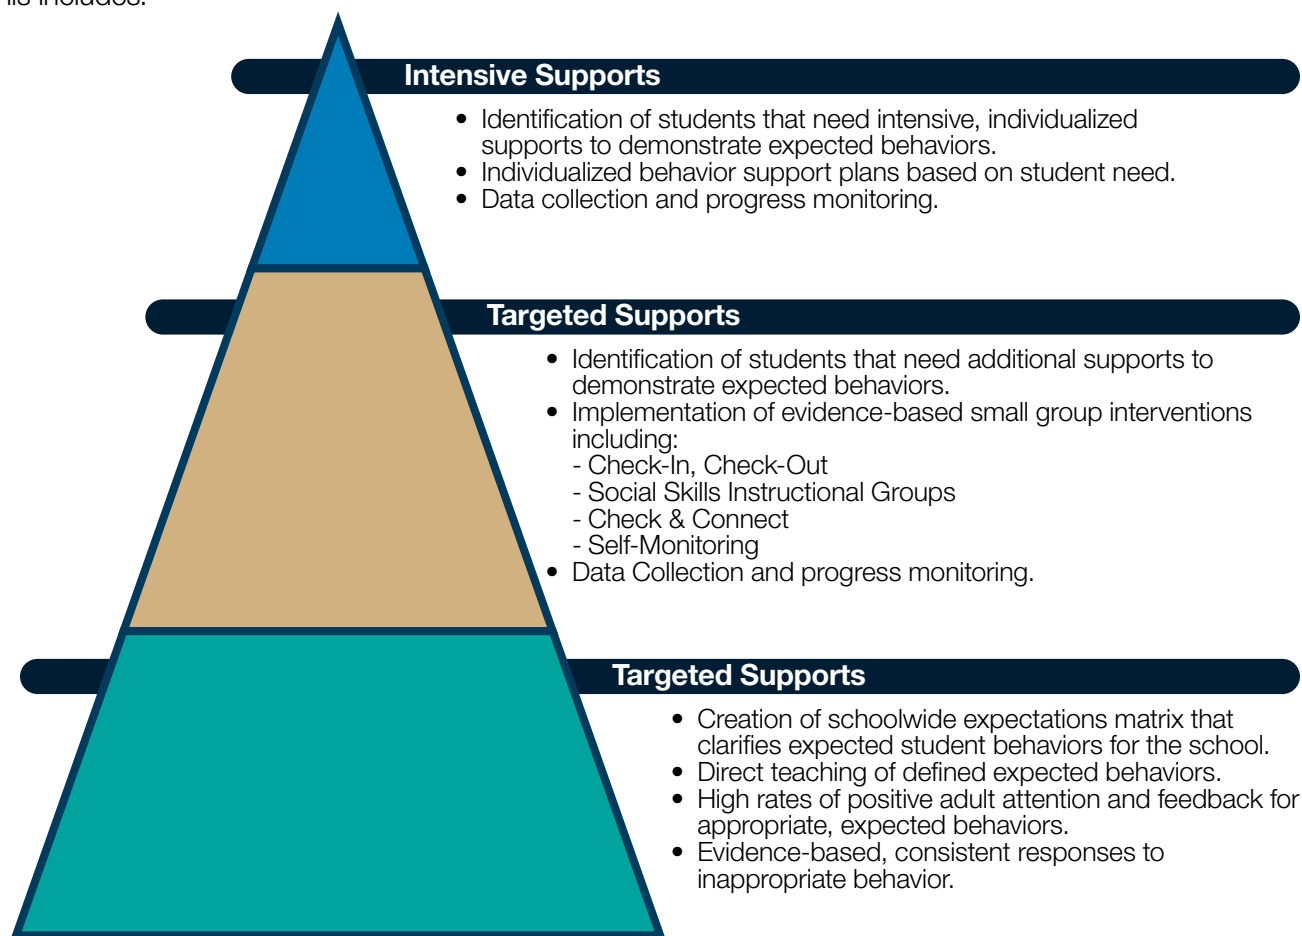 his includes:
Intensive Supports
• Identification of students that need intensive, individualized
supports to demonstrate expected behaviors.
• Individualized behavior support plans based on student need.
• Data collection and progress monitoring.
Targeted Supports
• Identification of students that need additional supports to
demonstrate expected behaviors.
• Implementation of evidence-based small group interventions
including:
- Check-In, Check-Out
- Social Skills Instructional Groups
- Check & Connect
- Self-Monitoring
• Data Collection and progress monitoring.
Targeted Supports
• Creation of schoolwide expectations matrix that
clarifies expected student behaviors for the school.
• Direct teaching of defined expected behaviors.
• High rates of positive adult attention and feedback for
appropriate, expected behaviors.
• Evidence-based, consistent responses to
inappropriate behavior.